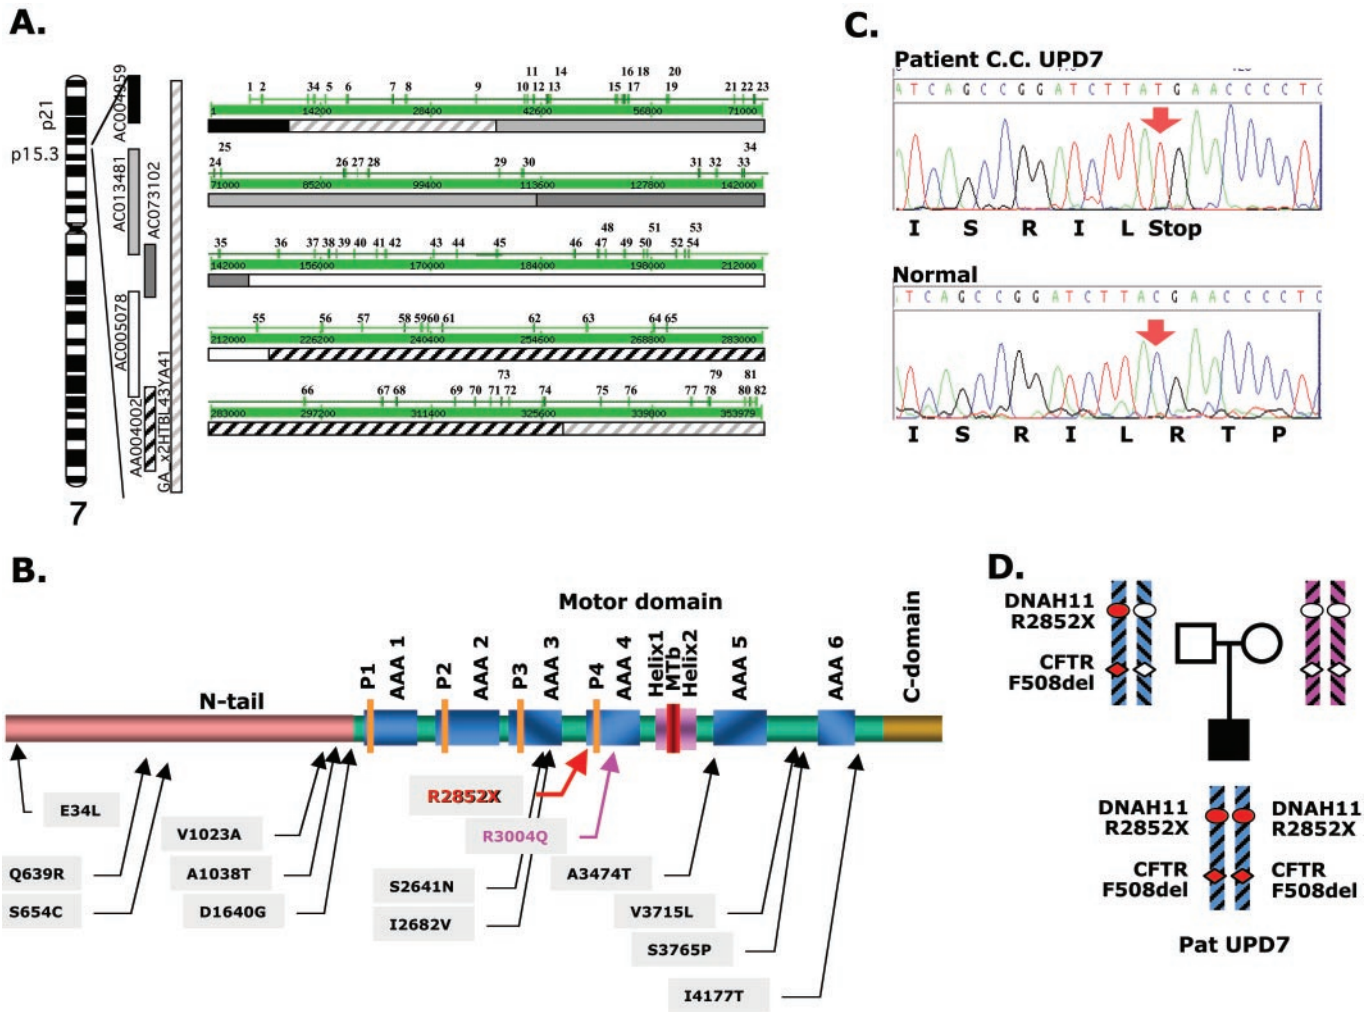 A.
p21
p15.3
7
AC004959
AC013481
AC073102
AC005078
AA004002
GA_x2HTBL43YA41
11 14 16 18 20
1 2 34 5 6 7 8 9 10 12 13 15 17 19 21 22 23
1 14200 28400 42600 56800 71000
25 34
24 26 27 28 29 30 31 32 33
71000 85200 99400 113600 127800 142000
48 51 53
35 36 37 38 39 40 41 42 43 44 45 46 47 49 50 52 54
142000 156000 170000 184000 198000 212000
55 56 57 58 59 60 61 62 63 64 65
212000 226200 240400 254600 268800 283000
73 79 81
66 67 68 69 70 71 72 74 75 76 77 78 80 82
283000 297200 311400 325600 339800 353979
C.
Patient C.C. UPD7
A T C A G C C G G A T C T T A T G A A C C C C T C
I S R I L Stop
Normal
T C A G C C G G A T C T T A C G A A C C C C T C
I S R I L R T P
B.
Motor domain
N-tail
P1
AAA 1
P2
AAA 2
P3
AAA 3
P4
AAA 4
Helix1
MTb
Helix2
AAA 5
AAA 6
C-domain
E34L
Q639R
S654C
V1023A
A1038T
D1640G
R2852X
R3004Q
S2641N
I2682V
A3474T
V3715L
S3765P
I4177T
D.
DNAH11
R2852X
CFTR
F508del
DNAH11
R2852X
CFTR
F508del
DNAH11
R2852X
CFTR
F508del
Pat UPD7